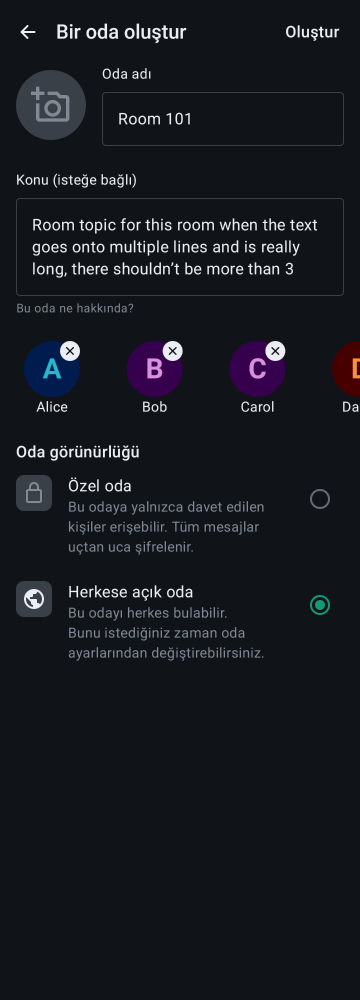 Bir oda oluştur
Oluştur
Oda adı
Room 101
Konu (isteğe bağlı)
Room topic for this room when the text
goes onto multiple lines and is really
long, there shouldn’t be more than 3
Bu oda ne hakkında?
A
B
C
D
Alice
Bob
Carol
Da
Oda görünürlüğü
Özel oda
Bu odaya yalnızca davet edilen
kişiler erişebilir. Tüm mesajlar
uçtan uca şifrelenir.
Herkese açık oda
Bu odayı herkes bulabilir.
Bunu istediğiniz zaman oda
ayarlarından değiştirebilirsiniz.